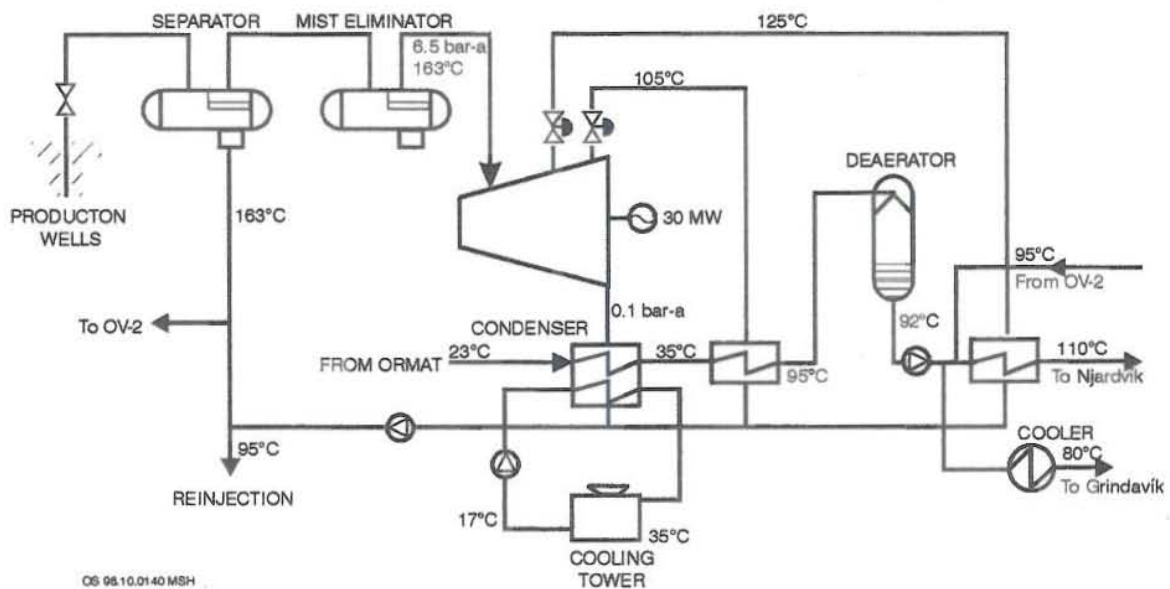 SEPARATOR
MIST ELIMINATOR
6.5 bar-a
163°C
125°C
105°C
DEAERATOR
PRODUCTON
WELLS
163°C
30 MW
95°C
From OV-2
To OV-2
0.1 bar-a
CONDENSER
92°C
FROM ORMAT
23°C
35°C
95°C
110°C
To Njardvik
95°C
REINJECTION
COOLER
80°C
To Grindavík
17°C
35°C
COOLING
TOWER
OS 98.10.0140 MSH